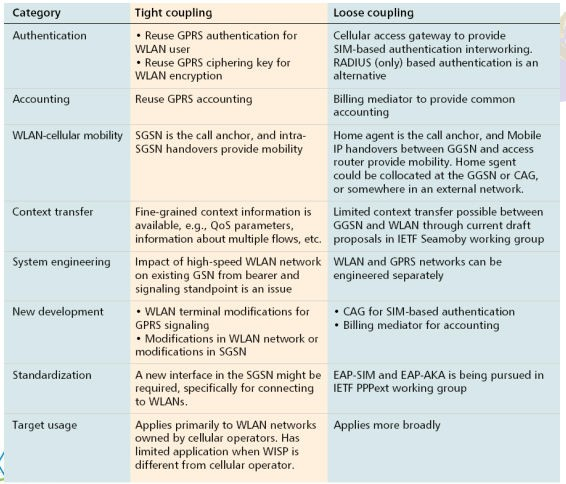 Category Tight coupling Loose coupling
Authentication
• Reuse GPRS authentication for
WLAN user
• Reuse GPRS ciphering key for
WLAN encryption
Cellular access gateway to provide
SIM-based authentication interworking.
RADIUS (only) based authentication is an
alternative
Accounting
Reuse GPRS accounting
Billing mediator to provide common
accounting
WLAN-cellular mobility
SGSN is the call anchor, and intra-
SGSN handovers provide mobility
Home agent is the call anchor, and Mobile
IP handovers between GGSN and access
router provide mobility. Home sgent
could be collocated at the GGSN or CAG,
or somewhere in an external network.
Context transfer
Fine-grained context information is
available, e.g., QoS parameters,
information about multiple flows, etc.
Limited context transfer possible between
GGSN and WLAN through current draft
proposals in IETF Seamoby working group
System engineering
Impact of high-speed WLAN network
on existing GSN from bearer and
signaling standpoint is an issue
WLAN and GPRS networks can be
engineered separately
New development
• WLAN terminal modifications for
GPRS signaling
• Modifications in WLAN network or
modifications in SGSN
• CAG for SIM-based authentication
• Billing mediator for accounting
Standardization
A new interface in the SGSN might be
required, specifically for connecting
to WLANs.
EAP-SIM and EAP-AKA is being pursued in
IETF PPPext working group
Target usage
Applies primarily to WLAN networks
owned by cellular operators. Has
limited application when WISP is
different from cellular operator.
Applies more broadly